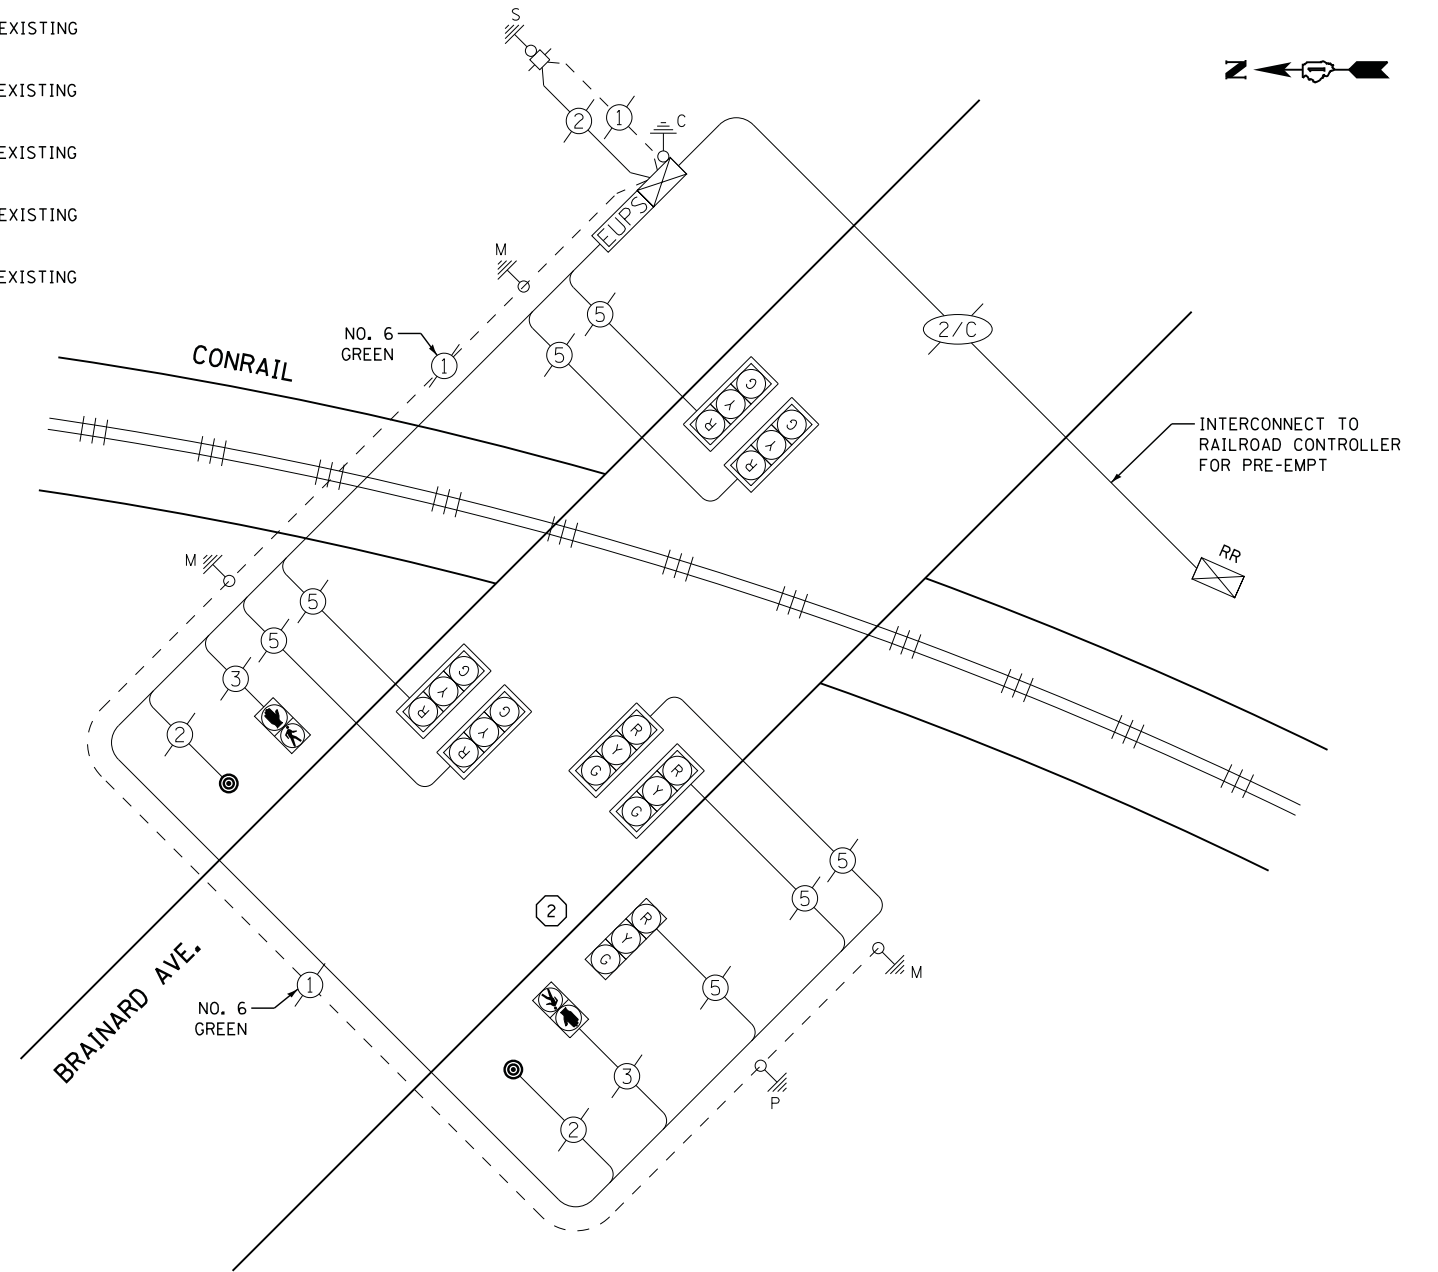 EXISTING
EXISTING
EXISTING
EXISTING
EXISTING
S
N
2
1
C
EUPS
M
5
5
NO. 6
GREEN
1
CONRAIL
2/C
G
Y
R
G
Y
R
INTERCONNECT TO
RAILROAD CONTROLLER
FOR PRE-EMPT
RR
M
5
5
3
2
G
Y
R
G
Y
R
R
Y
G
R
Y
G
5
5
2
R
Y
G
M
5
BRAINARD AVE.
1
NO. 6
GREEN
3
P
2